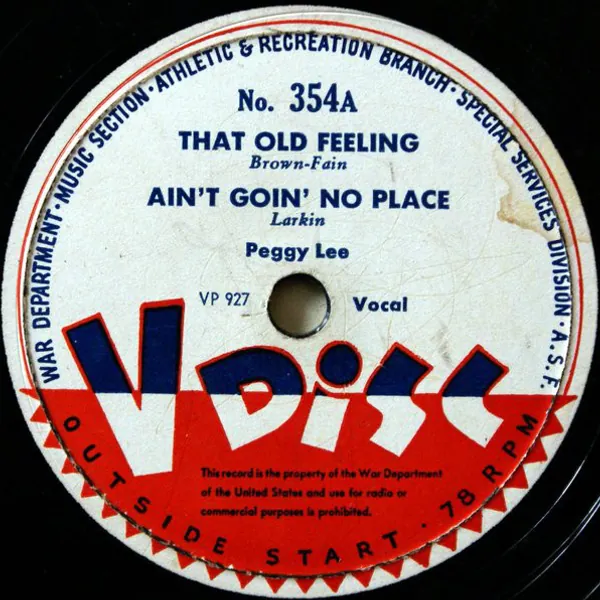 WAR DEPARTMENT · MUSIC SECTION · ATHLETIC & RECREATION BRANCH · SPECIAL SERVICES DIVISION · A.S.F.
No. 354A
THAT OLD FEELING
Brown-Fain
AIN'T GOIN' NO PLACE
Larkin
Peggy Lee
VP 927
Vocal
V DiSC
This record is the property of the War Department
of the United States and use for radio or
commercial purposes is prohibited.
OUTSIDE START · 78 RPM